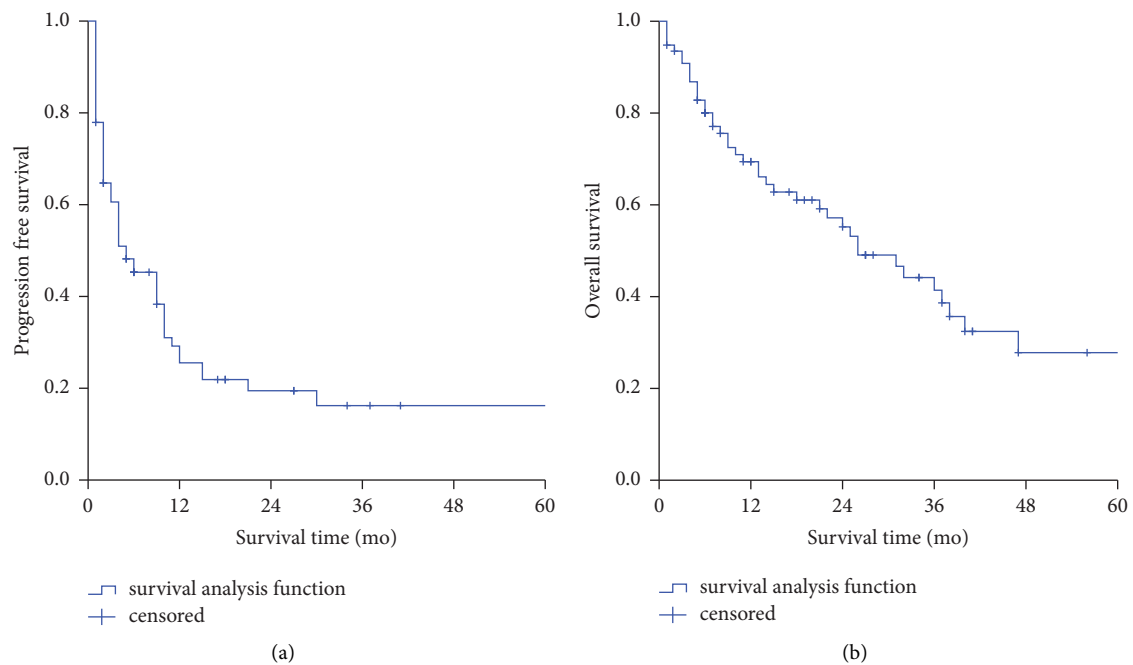 1.0
0.8
0.6
0.4
0.2
0.0
Progression free survival
0 12 24 36 48 60
Survival time (mo)
survival analysis function
censored
(a)
1.0
0.8
0.6
0.4
0.2
0.0
Overall survival
0 12 24 36 48 60
Survival time (mo)
survival analysis function
censored
(b)